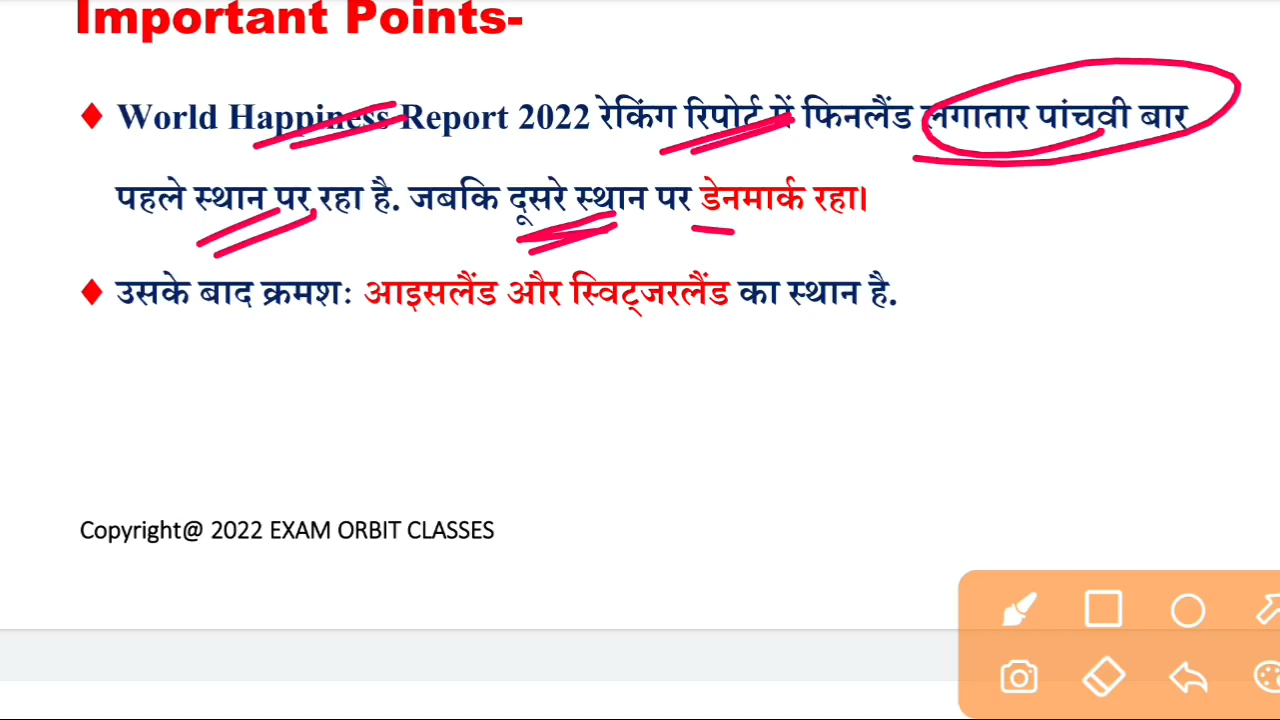 Important Points-
World Happiness Report 2022 रेकिंग रिपोर्ट में फिनलैंड लगातार पांचवी बार
पहले स्थान पर रहा है. जबकि दूसरे स्थान पर डेनमार्क रहा।
उसके बाद क्रमशः आइसलैंड और स्विट्जरलैंड का स्थान है.
Copyright@ 2022 EXAM ORBIT CLASSES